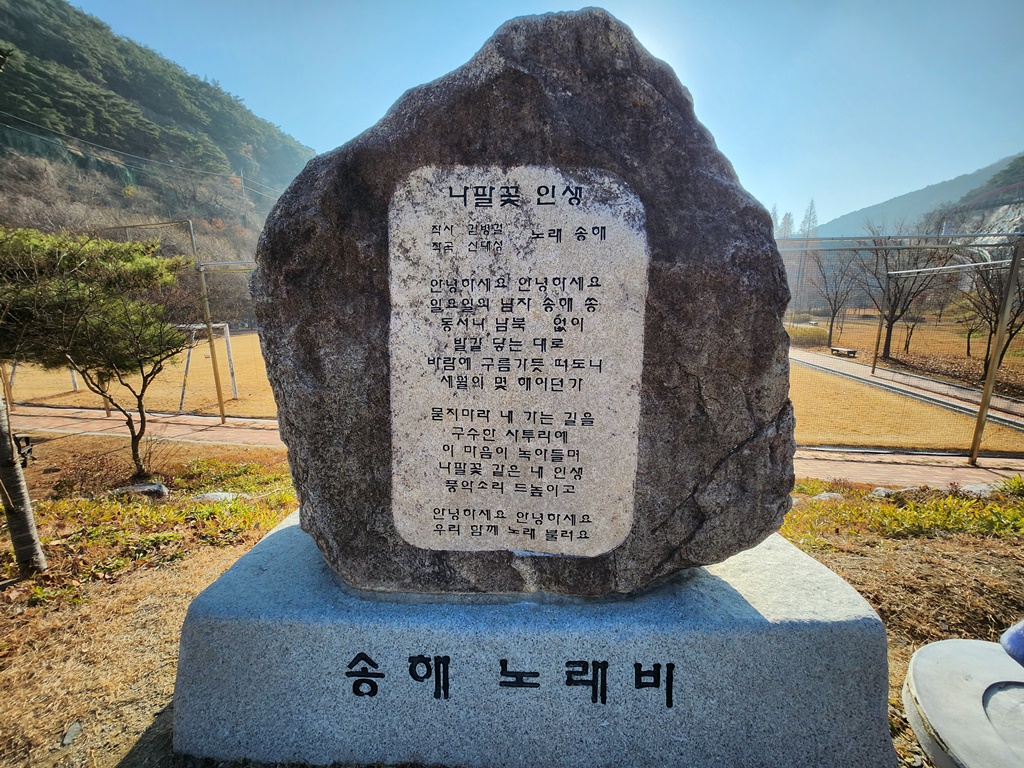 나팔꽃 인생
작사 김병걸
작곡 신대성
노래 송해
안녕하세요 안녕하세요
일요일의 남자 송해 쏭
동서나 남북 없이
발길 닿는 대로
바람에 구름가듯 떠도니
세월의 몇 해이던가
묻지마라 내 가는 길을
구수한 사투리에
이 마음이 녹아들며
나팔꽃 같은 내 인생
풍악소리 드높이고
안녕하세요 안녕하세요
우리 함께 노래 불러요
송해 노래비